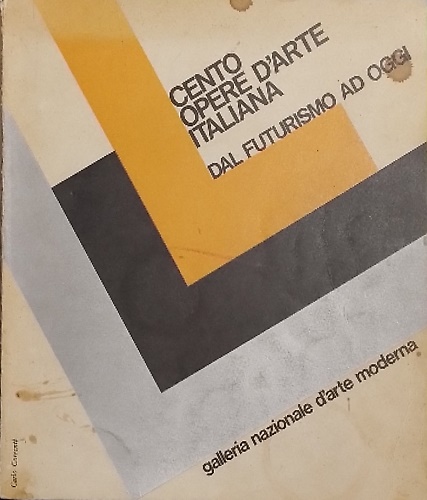 CENTO
OPERE D'ARTE
ITALIANA
DAL FUTURISMO AD OGGI
galleria nazionale d'arte moderna